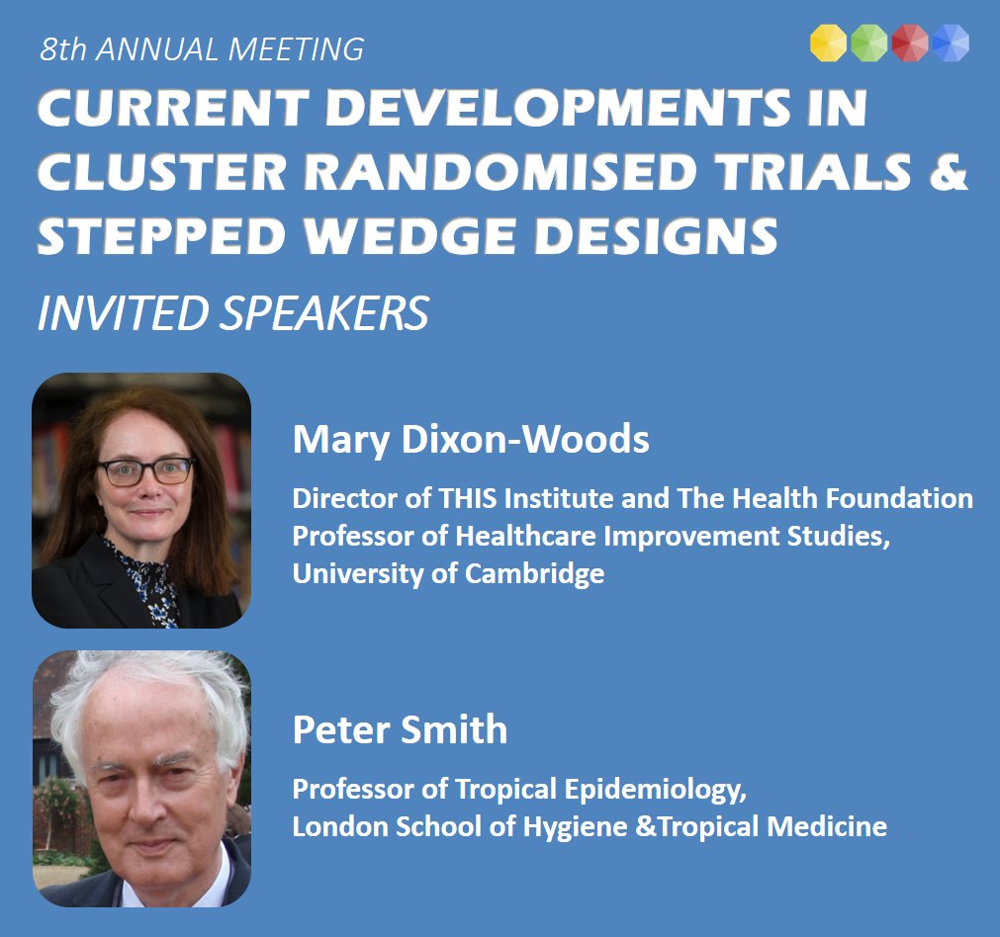 8th ANNUAL MEETING
CURRENT DEVELOPMENTS IN
CLUSTER RANDOMISED TRIALS &
STEPPED WEDGE DESIGNS
INVITED SPEAKERS
Mary Dixon-Woods
Director of THIS Institute and The Health Foundation
Professor of Healthcare Improvement Studies,
University of Cambridge
Peter Smith
Professor of Tropical Epidemiology,
London School of Hygiene &Tropical Medicine